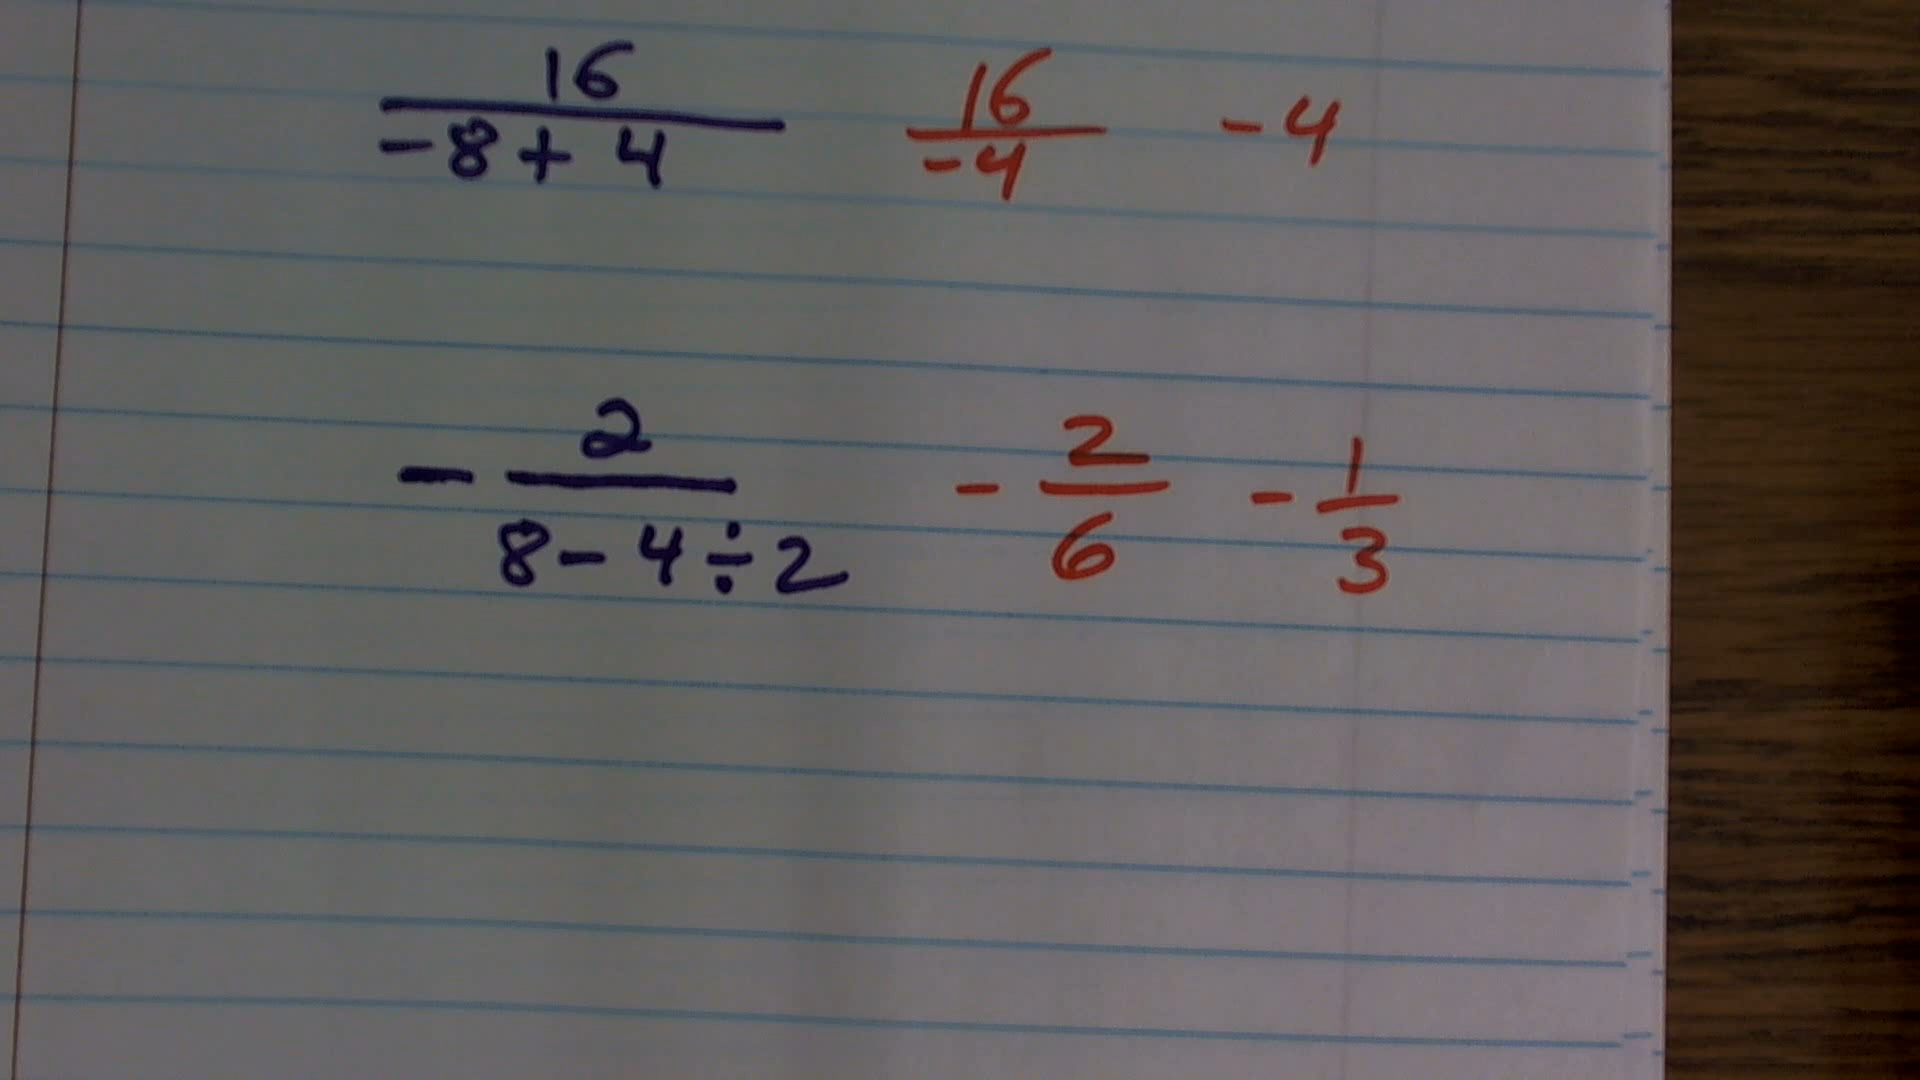 16 16
— — -4
-8 + 4 -4
2 2 1
- — - — - —
8 - 4 ÷ 2 6 3